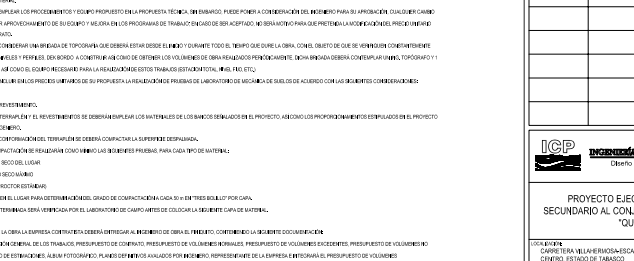 EMPLEAR LOS PROCEDIMIENTOS Y EQUIPO PROPUESTO EN LA PROPUESTA TÉCNICA, SIN EMBARGO, PUEDE PONER A CONSIDERACIÓN DEL INGENIERO PARA SU APROBACIÓN, CUALQUIER CAMBIO
R APROVECHAMIENTO DE SU EQUIPO Y MEJORA EN LOS PROGRAMAS DE TRABAJO; EN CASO DE SER ACEPTADO, NO SERÁ MOTIVO PARA QUE PRETENDA LA MODIFICACIÓN DEL PRECIO UNITARIO
RATO.
CONSIDERAR UNA BRIGADA DE TOPOGRAFIA QUE DEBERÁ ESTAR DESDE EL INICIO Y DURANTE TODO EL TIEMPO QUE DURE LA OBRA, CON EL OBJETO DE QUE SE VERIFIQUEN CONSTANTEMENTE
NIVELES Y PERFILES, DEK BORDO A CONSTRUIR ASÍ COMO DE OBTENER LOS VOLÚMENES DE OBRA REALIZADOS PERIÓDICAMENTE, DICHA BRIGADA DEBERÁ CONTEMPLAR UN ING. TOPÓGRAFO Y 1
ASÍ COMO EL EQUIPO NECESARIO PARA LA REALIZACIÓN DE ESTOS TRABAJOS (ESTACIÓN TOTAL, NIVEL FIJO, ETC.)
INCLUIR EN LOS PRECIOS UNITARIOS DE SU PROPUESTA LA REALIZACIÓN DE PRUEBAS DE LABORATORIO DE MECÁNICA DE SUELOS DE ACUERDO CON LAS SIGUIENTES CONSIDERACIONES:
REVESTIMIENTO.
TERRAPLÉN Y EL REVESTIMIENTOS SE DEBERÁN EMPLEAR LOS MATERIALES DE LOS BANCOS SEÑALADOS EN EL PROYECTO, ASÍ COMO LOS PROPORCIONAMIENTOS ESTIPULADOS EN EL PROYECTO
GENIERO.
CONFORMACIÓN DEL TERRAPLÉN SE DEBERÁ COMPACTAR LA SUPERFICIE DESPALMADA.
MPACTACIÓN SE REALIZARÁN COMO MÍNIMO LAS SIGUIENTES PRUEBAS, PARA CADA TIPO DE MATERIAL:
SECO DEL LUGAR
O SECO MÁXIMO
PROCTOR ESTÁNDAR)
EN EL LUGAR PARA DETERMINACIÓN DEL GRADO DE COMPACTACIÓN A CADA 50 m EN "TRES BOLILLO" POR CAPA.
TERMINADA SERÁ VERIFICADA POR EL LABORATORIO DE CAMPO ANTES DE COLOCAR LA SIGUIENTE CAPA DE MATERIAL.
LA OBRA LA EMPRESA CONTRATISTA DEBERÁ ENTREGAR AL INGENIERO DE OBRA EL FINIQUITO, CONTENIENDO LA SIGUIENTE DOCUMENTACIÓN:
IÓN GENERAL DE LOS TRABAJOS, PRESUPUESTO DE CONTRATO, PRESUPUESTO DE VOLÚMENES NORMALES, PRESUPUESTO DE VOLÚMENES EXCEDENTES, PRESUPUESTO DE VOLÚMENES NO
O DE ESTIMACIONES, ÁLBUM FOTOGRÁFICO, PLANOS DEFINITIVOS AVALADOS POR INGENIERO, REPRESENTANTE DE LA EMPRESA E INTEGRARÁ EL PRESUPUESTO DE VOLÚMENES
ICP
Diseño
PROYECTO EJEC
SECUNDARIO AL CONJ
"QU
LOCALIZACIÓN:
CARRETERA VILLAHERMOSA-ESCA
CENTRO, ESTADO DE TABASCO